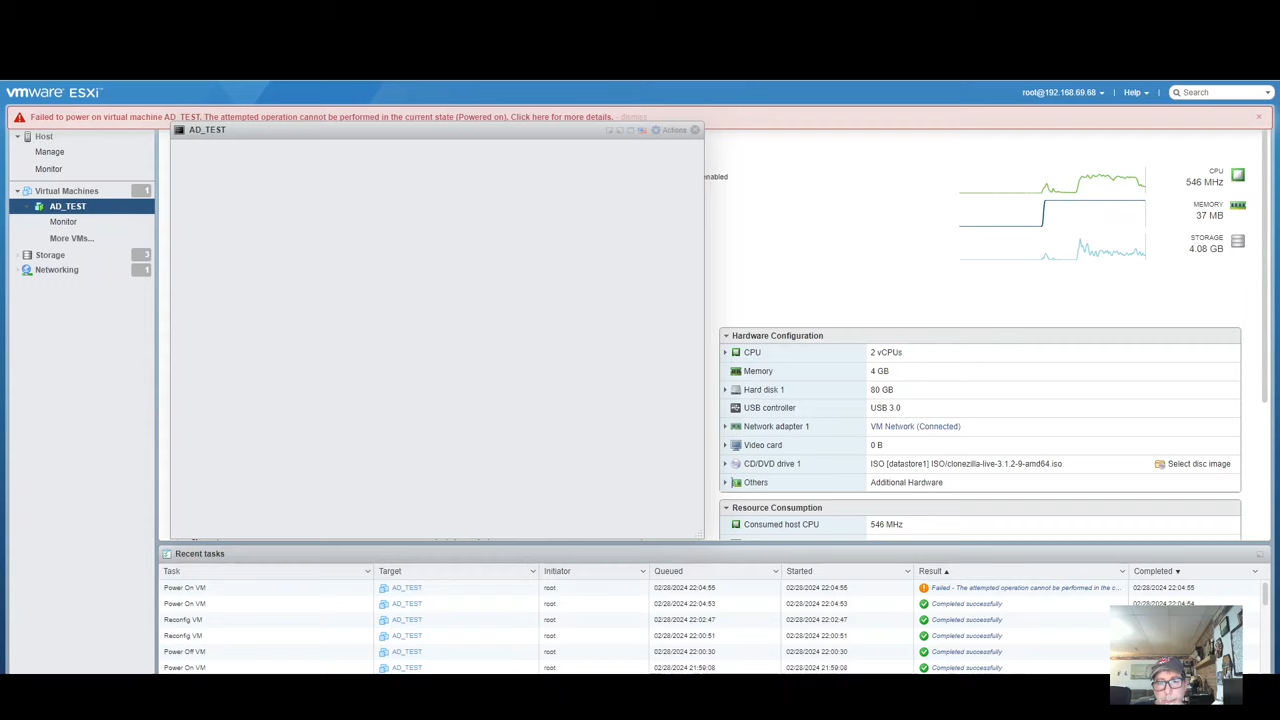 vmware ESXi™
root@192.168.69.68
Help
Search
Failed to power on virtual machine AD_TEST. The attempted operation cannot be performed in the current state (Powered on). Click here for more details. - dismiss
Host
Manage
Monitor
Virtual Machines 1
AD_TEST
Monitor
More VMs...
Storage 3
Networking 1
AD_TEST
Actions
enabled
CPU
546 MHz
MEMORY
37 MB
STORAGE
4.08 GB
Hardware Configuration
CPU 2 vCPUs
Memory 4 GB
Hard disk 1 80 GB
USB controller USB 3.0
Network adapter 1 VM Network (Connected)
Video card 0 B
CD/DVD drive 1 ISO [datastore1] ISO/clonezilla-live-3.1.2-9-amd64.iso Select disc image
Others Additional Hardware
Resource Consumption
Consumed host CPU 546 MHz
Recent tasks
Task Target Initiator Queued Started Result Completed
Power On VM AD_TEST root 02/28/2024 22:04:55 02/28/2024 22:04:55 Failed - The attempted operation cannot be performed in the c... 02/28/2024 22:04:55
Power On VM AD_TEST root 02/28/2024 22:04:53 02/28/2024 22:04:53 Completed successfully 02/28/2024 22:04:54
Reconfig VM AD_TEST root 02/28/2024 22:02:47 02/28/2024 22:02:47 Completed successfully
Reconfig VM AD_TEST root 02/28/2024 22:00:51 02/28/2024 22:00:51 Completed successfully
Power Off VM AD_TEST root 02/28/2024 22:00:30 02/28/2024 22:00:30 Completed successfully
Power On VM AD_TEST root 02/28/2024 21:59:08 02/28/2024 21:59:08 Completed successfully